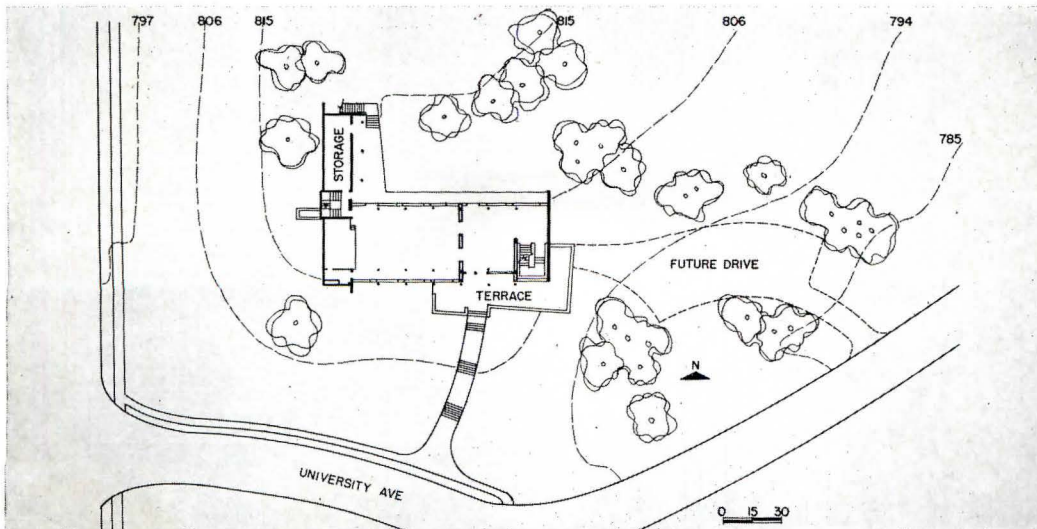 797 806 815 815 806 794
785
STORAGE
FUTURE DRIVE
TERRACE
N
UNIVERSITY AVE
0 15 30